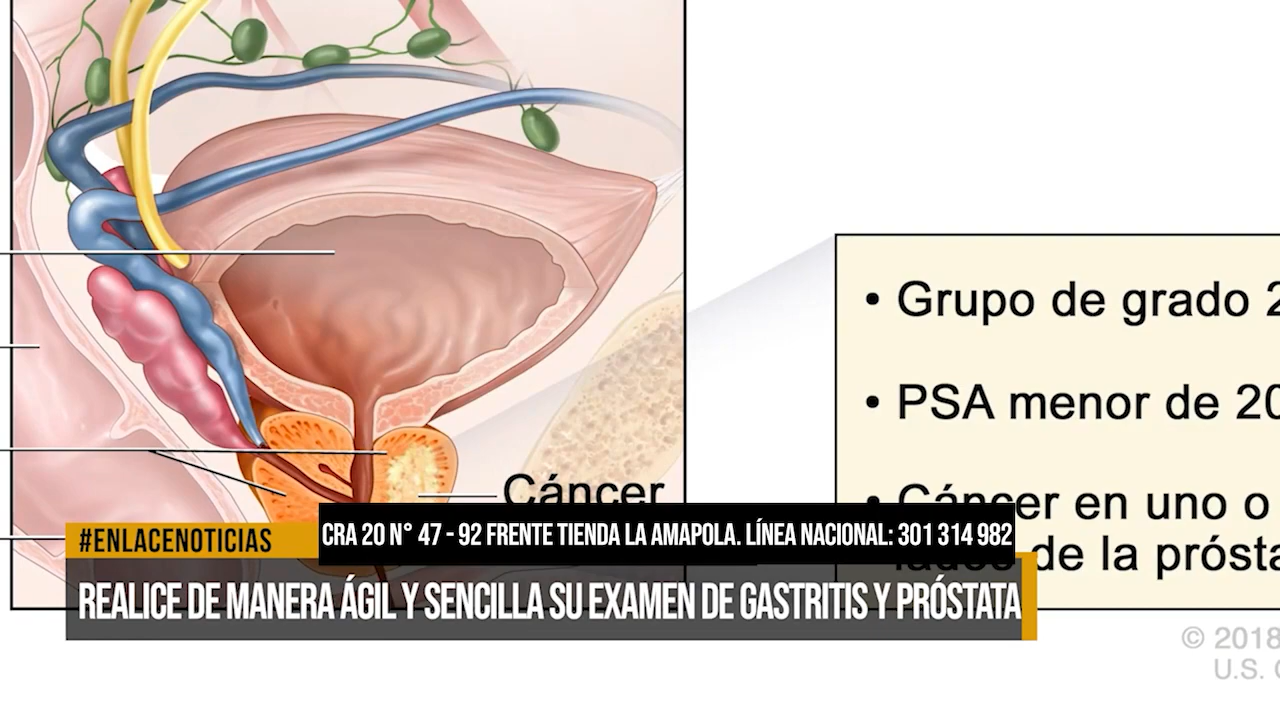 • Grupo de grado 2
• PSA menor de 20
Cáncer
• Cáncer en uno o
lados de la prósta
#ENLACENOTICIAS
CRA 20 N° 47 - 92 FRENTE TIENDA LA AMAPOLA. LÍNEA NACIONAL: 301 314 982
REALICE DE MANERA ÁGIL Y SENCILLA SU EXAMEN DE GASTRITIS Y PRÓSTATA
© 2018
U.S. G